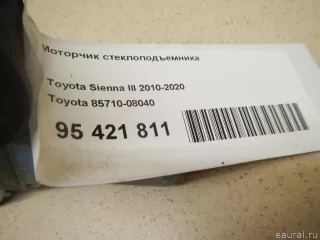 Моторчик стеклоподъемника
Toyota Sienna III 2010-2020
Toyota 85710-08040
95 421 811
eaural.ru